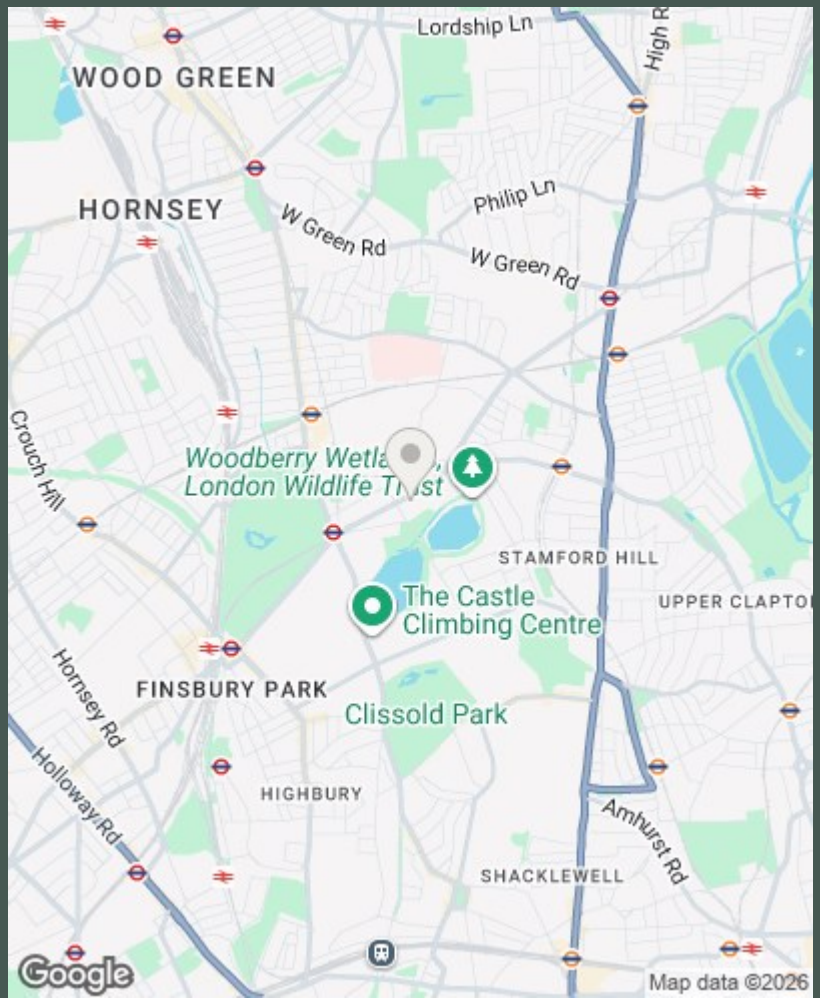 Lordship Ln
High R
WOOD GREEN
Philip Ln
HORNSEY
W Green Rd
W Green Rd
Crouch Hill
Woodberry Wetla
London Wildlife Trust
STAMFORD HILL
The Castle
Climbing Centre
UPPER CLAPTO
Hornsey Rd
FINSBURY PARK
Clissold Park
Holloway Rd
HIGHBURY
Amhurst Rd
SHACKLEWELL
Google
Map data ©2026